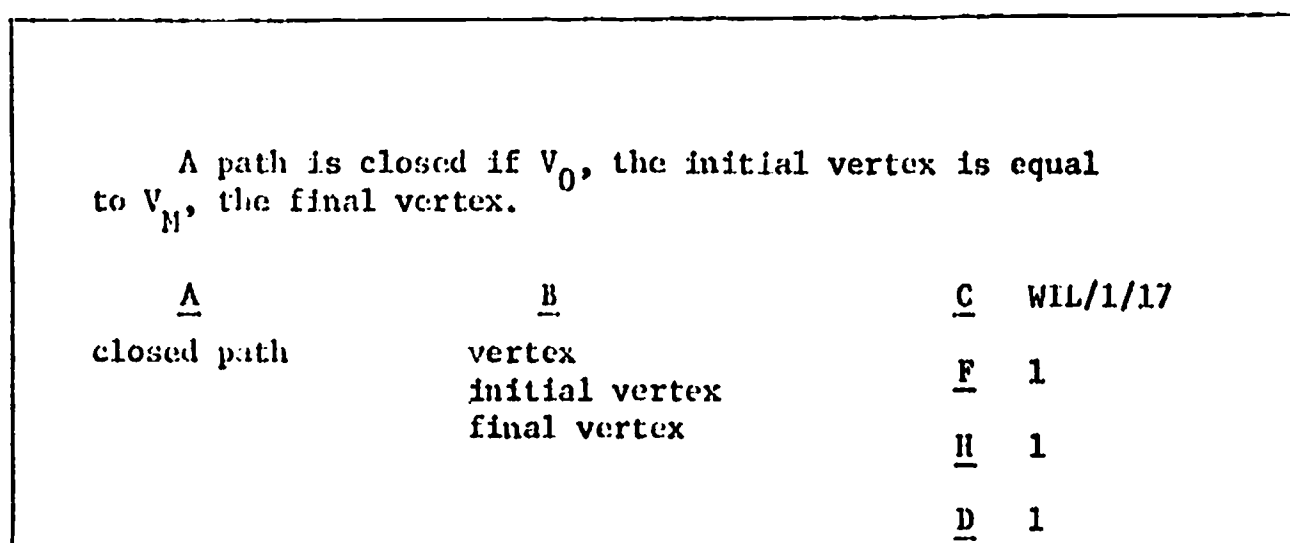 A path is closed if V0, the initial vertex is equal
to VM, the final vertex.
A B C WIL/1/17
closed path vertex F 1
initial vertex
final vertex H 1
D 1